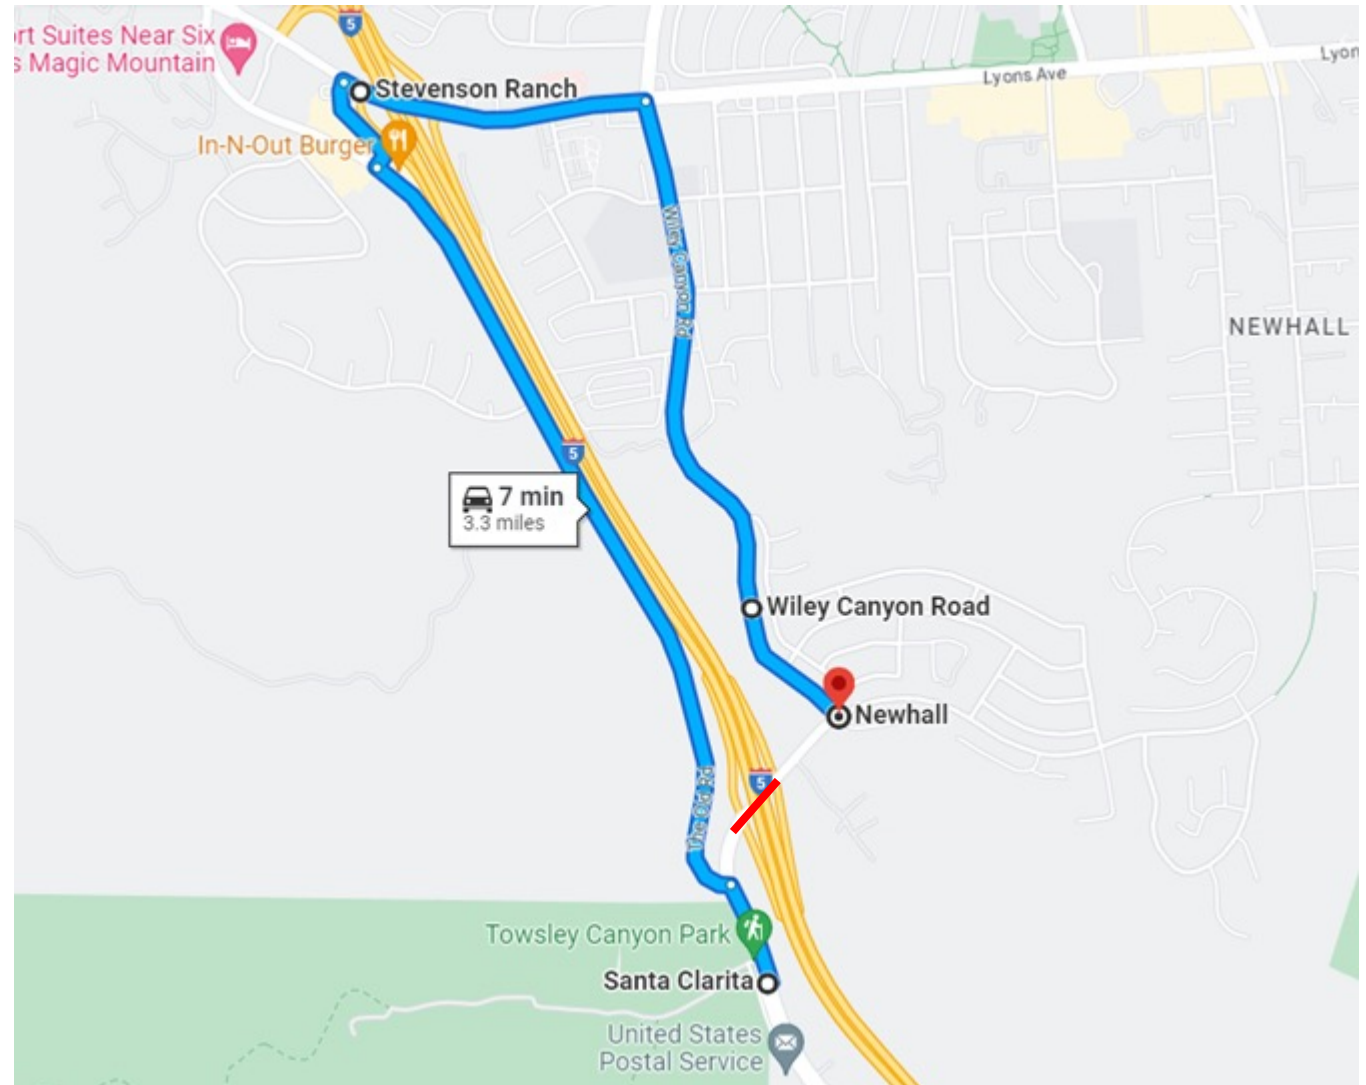 5
rt Suites Near Six
s Magic Mountain
Lyon
Lyons Ave
Stevenson Ranch
In-N-Out Burger
Wiley Canyon Rd
NEWHALL
5
7 min
3.3 miles
Wiley Canyon Road
Newhall
5
The Old Rd
Towsley Canyon Park
Santa Clarita
United States
Postal Service